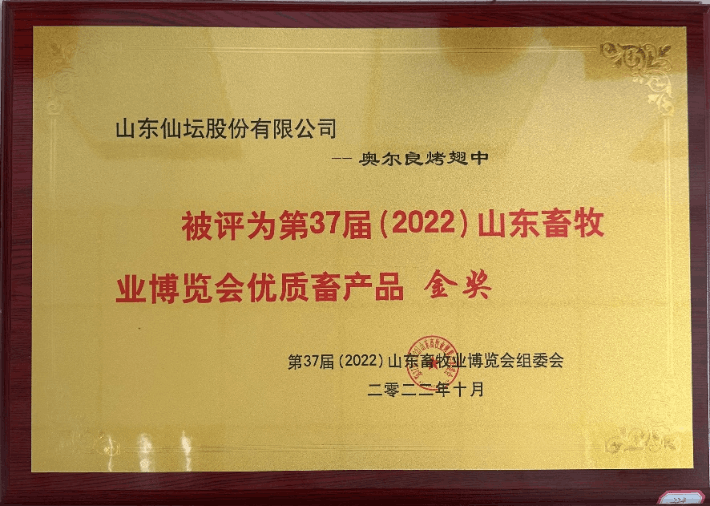 山东仙坛股份有限公司
--奥尔良烤翅中
被评为第37届(2022)山东畜牧
业博览会优质畜产品 金奖
第37届(2022)山东畜牧业博览会组委会
二零二二年十月